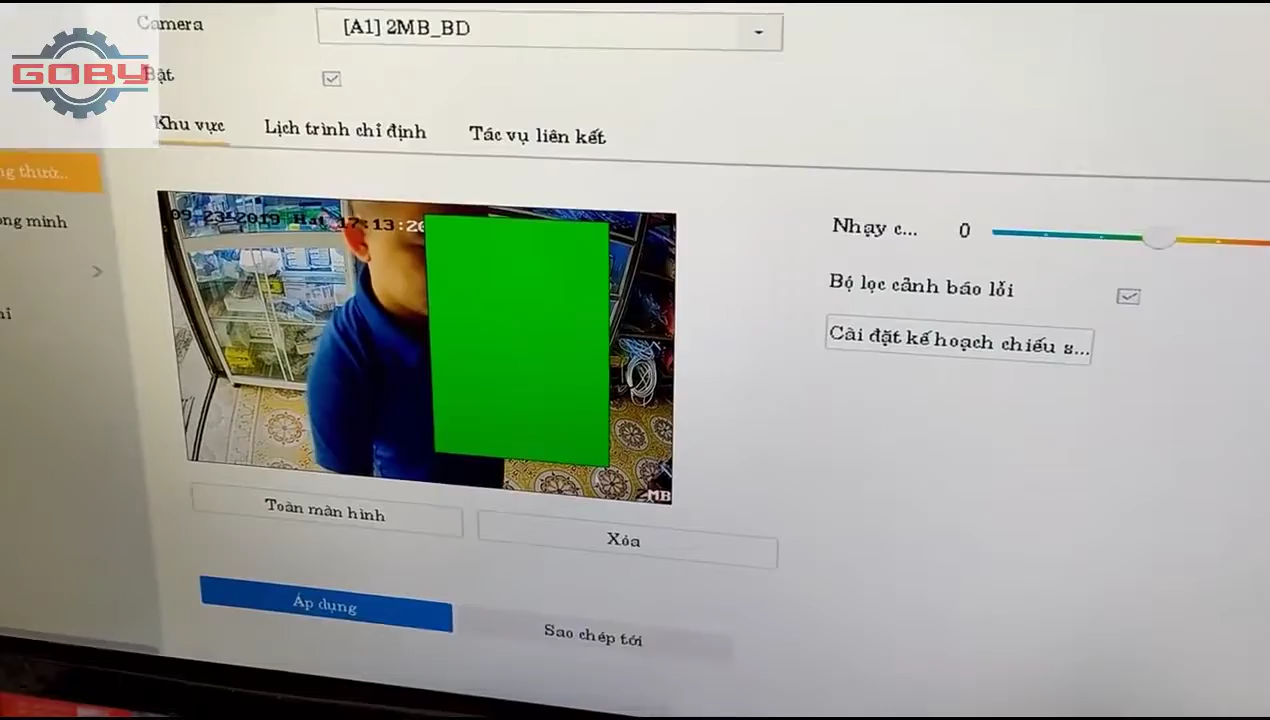 Camera
[A1] 2MB_BD
GOBY
Bật
Khu vực
Lịch trình chỉ định
Tác vụ liên kết
ng thườ...
ong minh
09-23-2019 Hai 17:13:20
Nhạy c...
0
Bộ lọc cảnh báo lỗi
Cài đặt kế hoạch chiếu s...
2MB
Toàn màn hình
Xóa
Áp dụng
Sao chép tới